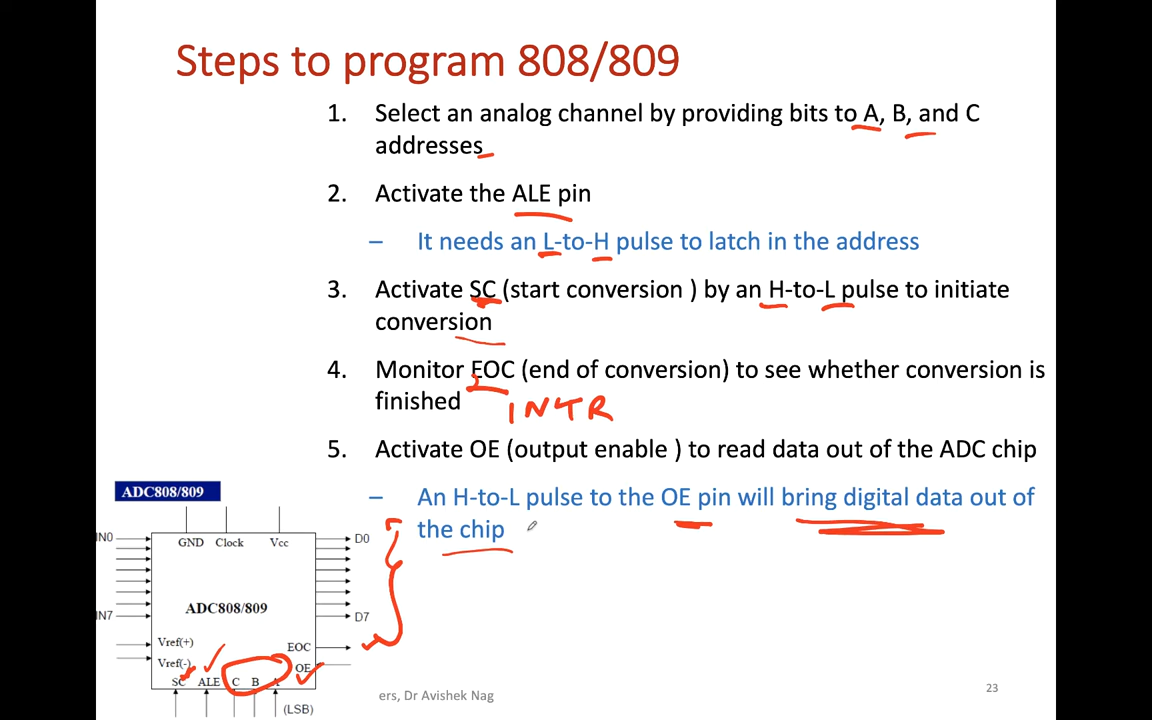 Steps to program 808/809
1. Select an analog channel by providing bits to A, B, and C
addresses
2. Activate the ALE pin
– It needs an L-to-H pulse to latch in the address
3. Activate SC (start conversion ) by an H-to-L pulse to initiate
conversion
4. Monitor EOC (end of conversion) to see whether conversion is
finished
INTR
5. Activate OE (output enable ) to read data out of the ADC chip
– An H-to-L pulse to the OE pin will bring digital data out of
the chip
ADC808/809
IN0
GND Clock Vcc
D0
ADC808/809
IN7
D7
Vref(+)
EOC
Vref(-)
OE
SC ALE C B A
(LSB)
ers, Dr Avishek Nag
23